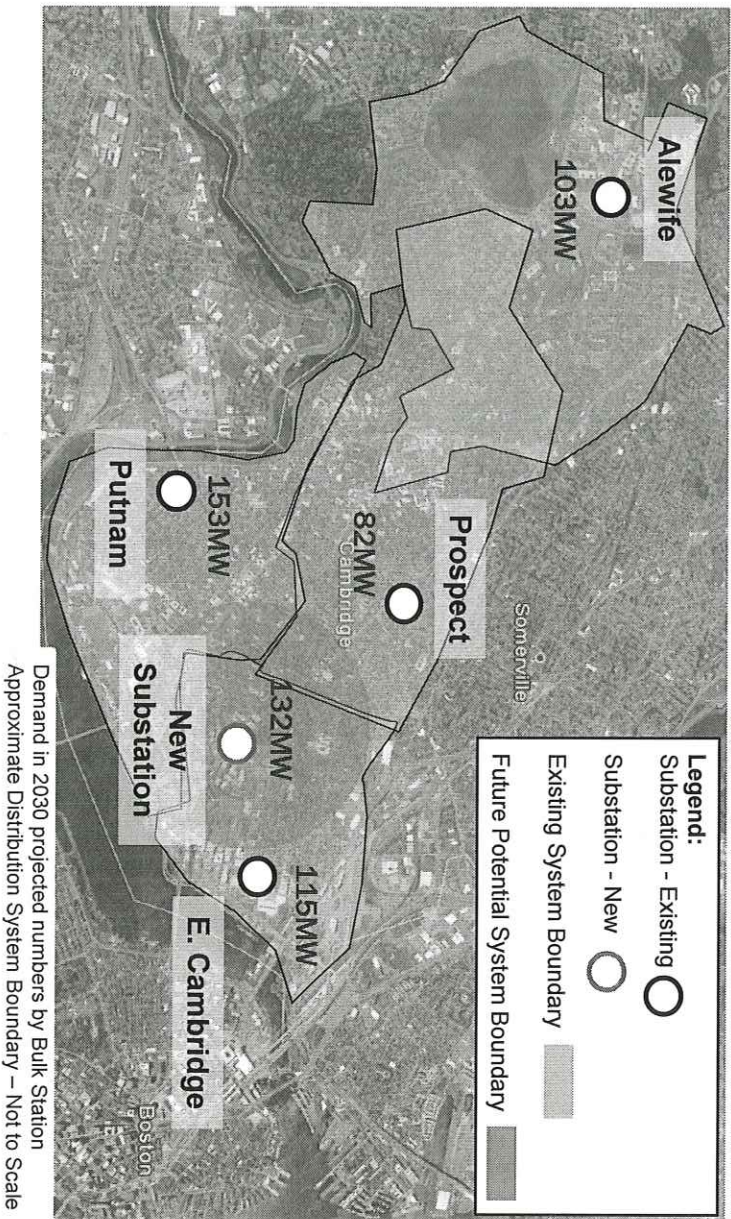 Legend:
Substation - Existing
Substation - New
Existing System Boundary
Future Potential System Boundary
Alewife
103MW
Prospect
82MW
Cambridge
Somerville
153MW
Putnam
132MW
New
Substation
115MW
E. Cambridge
Boston
Demand in 2030 projected numbers by Bulk Station
Approximate Distribution System Boundary – Not to Scale